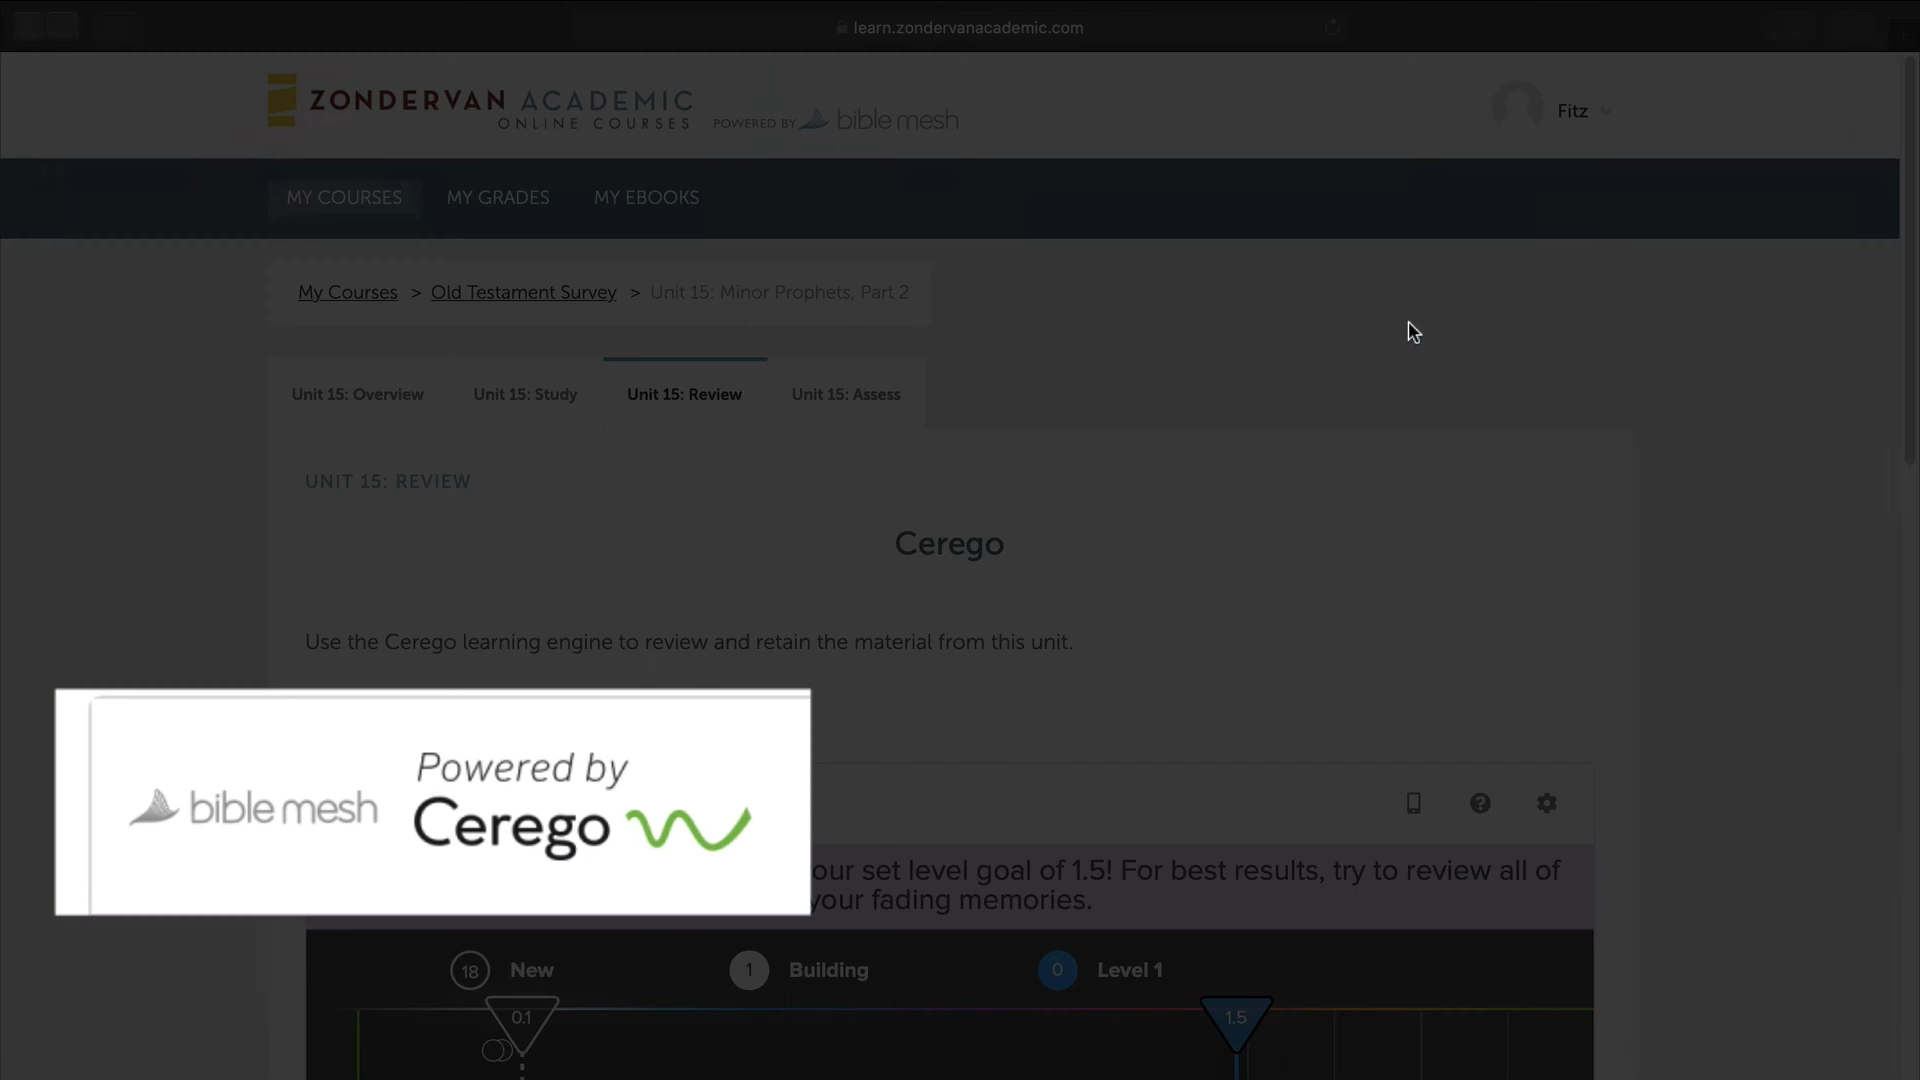 learn.zondervanacademic.com
ZONDERVAN ACADEMIC
ONLINE COURSES
POWERED BY bible mesh
Fitz
MY COURSES MY GRADES MY EBOOKS
My Courses > Old Testament Survey > Unit 15: Minor Prophets, Part 2
Unit 15: Overview Unit 15: Study Unit 15: Review Unit 15: Assess
UNIT 15: REVIEW
Cerego
Use the Cerego learning engine to review and retain the material from this unit.
Powered by
bible mesh Cerego
our set level goal of 1.5! For best results, try to review all of
your fading memories.
18 New 1 Building 0 Level 1
0.1 1.5